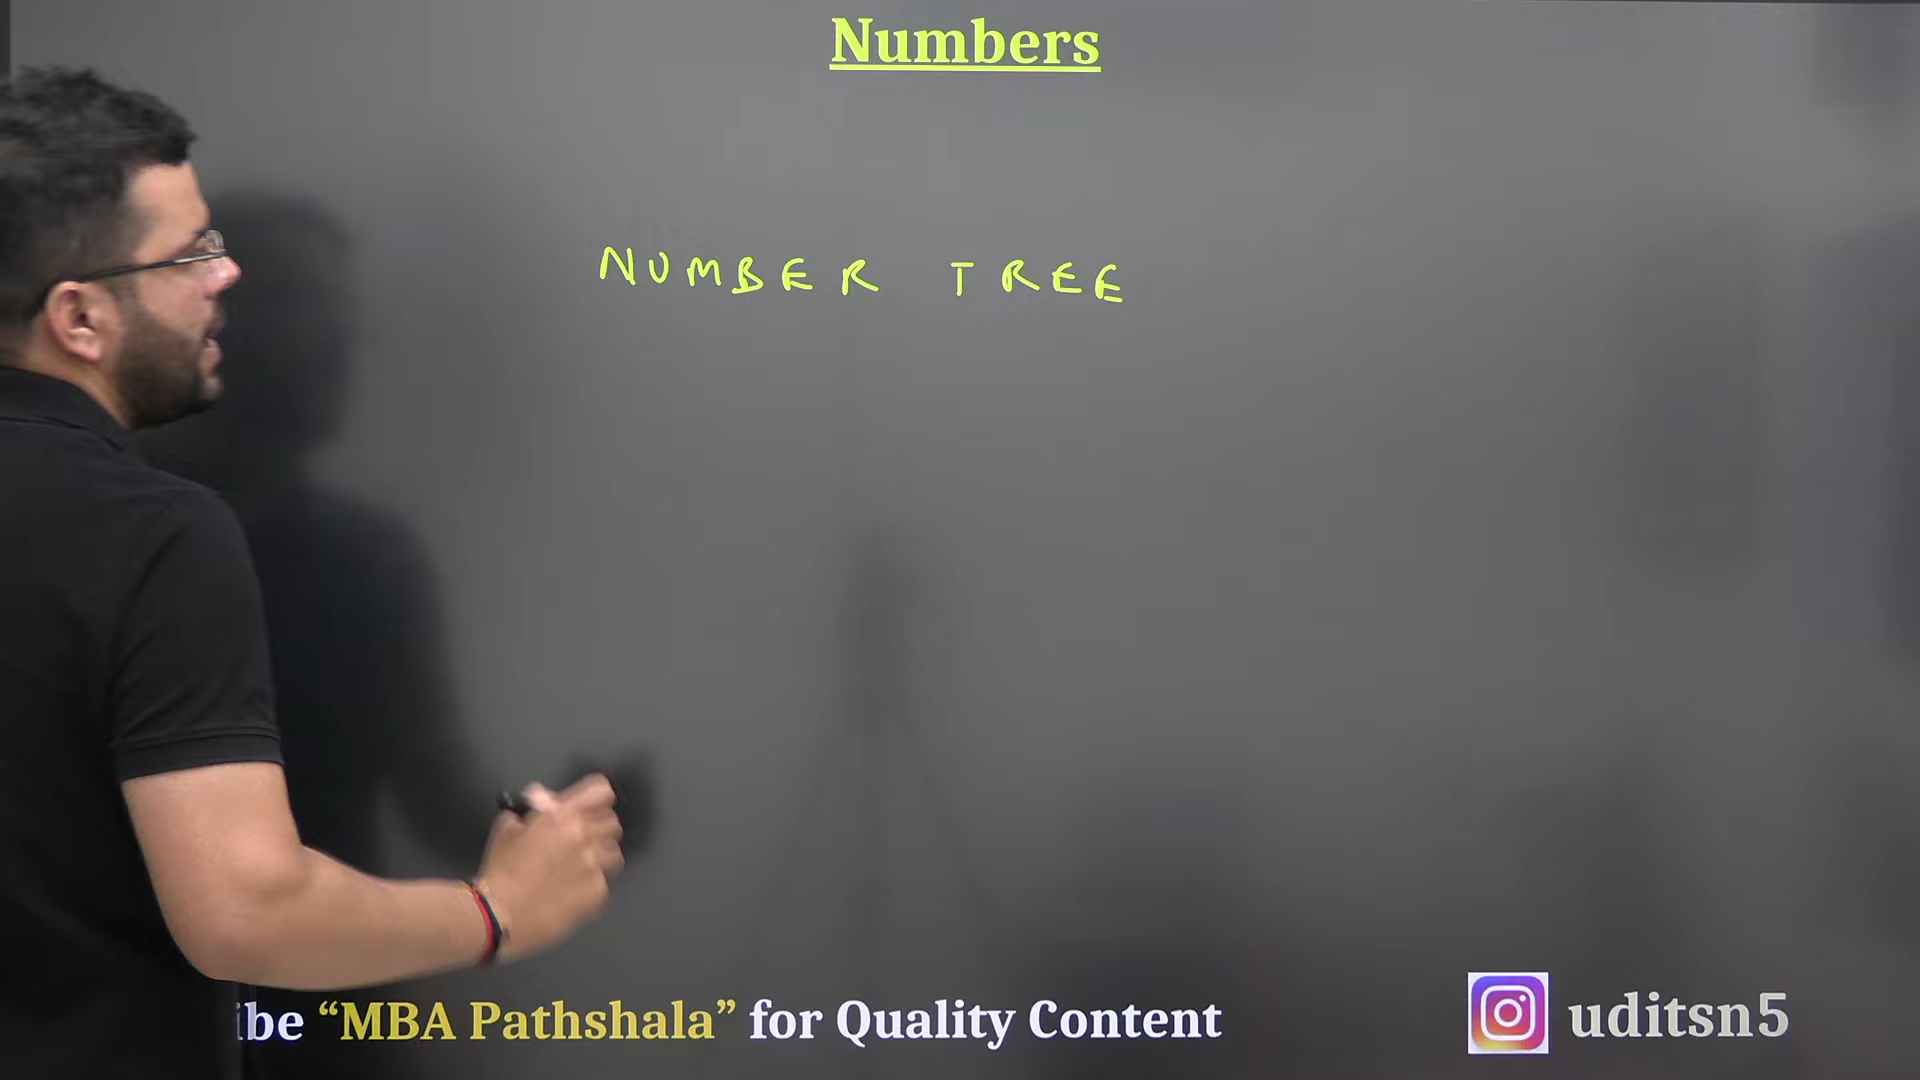 Numbers
NUMBER TREE
ibe “MBA Pathshala” for Quality Content
uditsn5